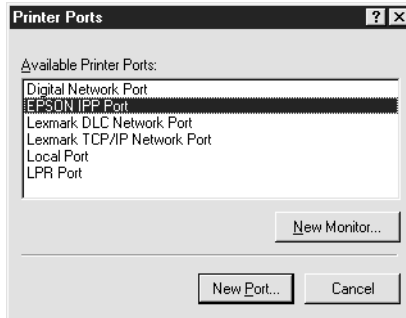 Printer Ports
Available Printer Ports:
Digital Network Port
EPSON IPP Port
Lexmark DLC Network Port
Lexmark TCP/IP Network Port
Local Port
LPR Port
New Monitor...
New Port...
Cancel